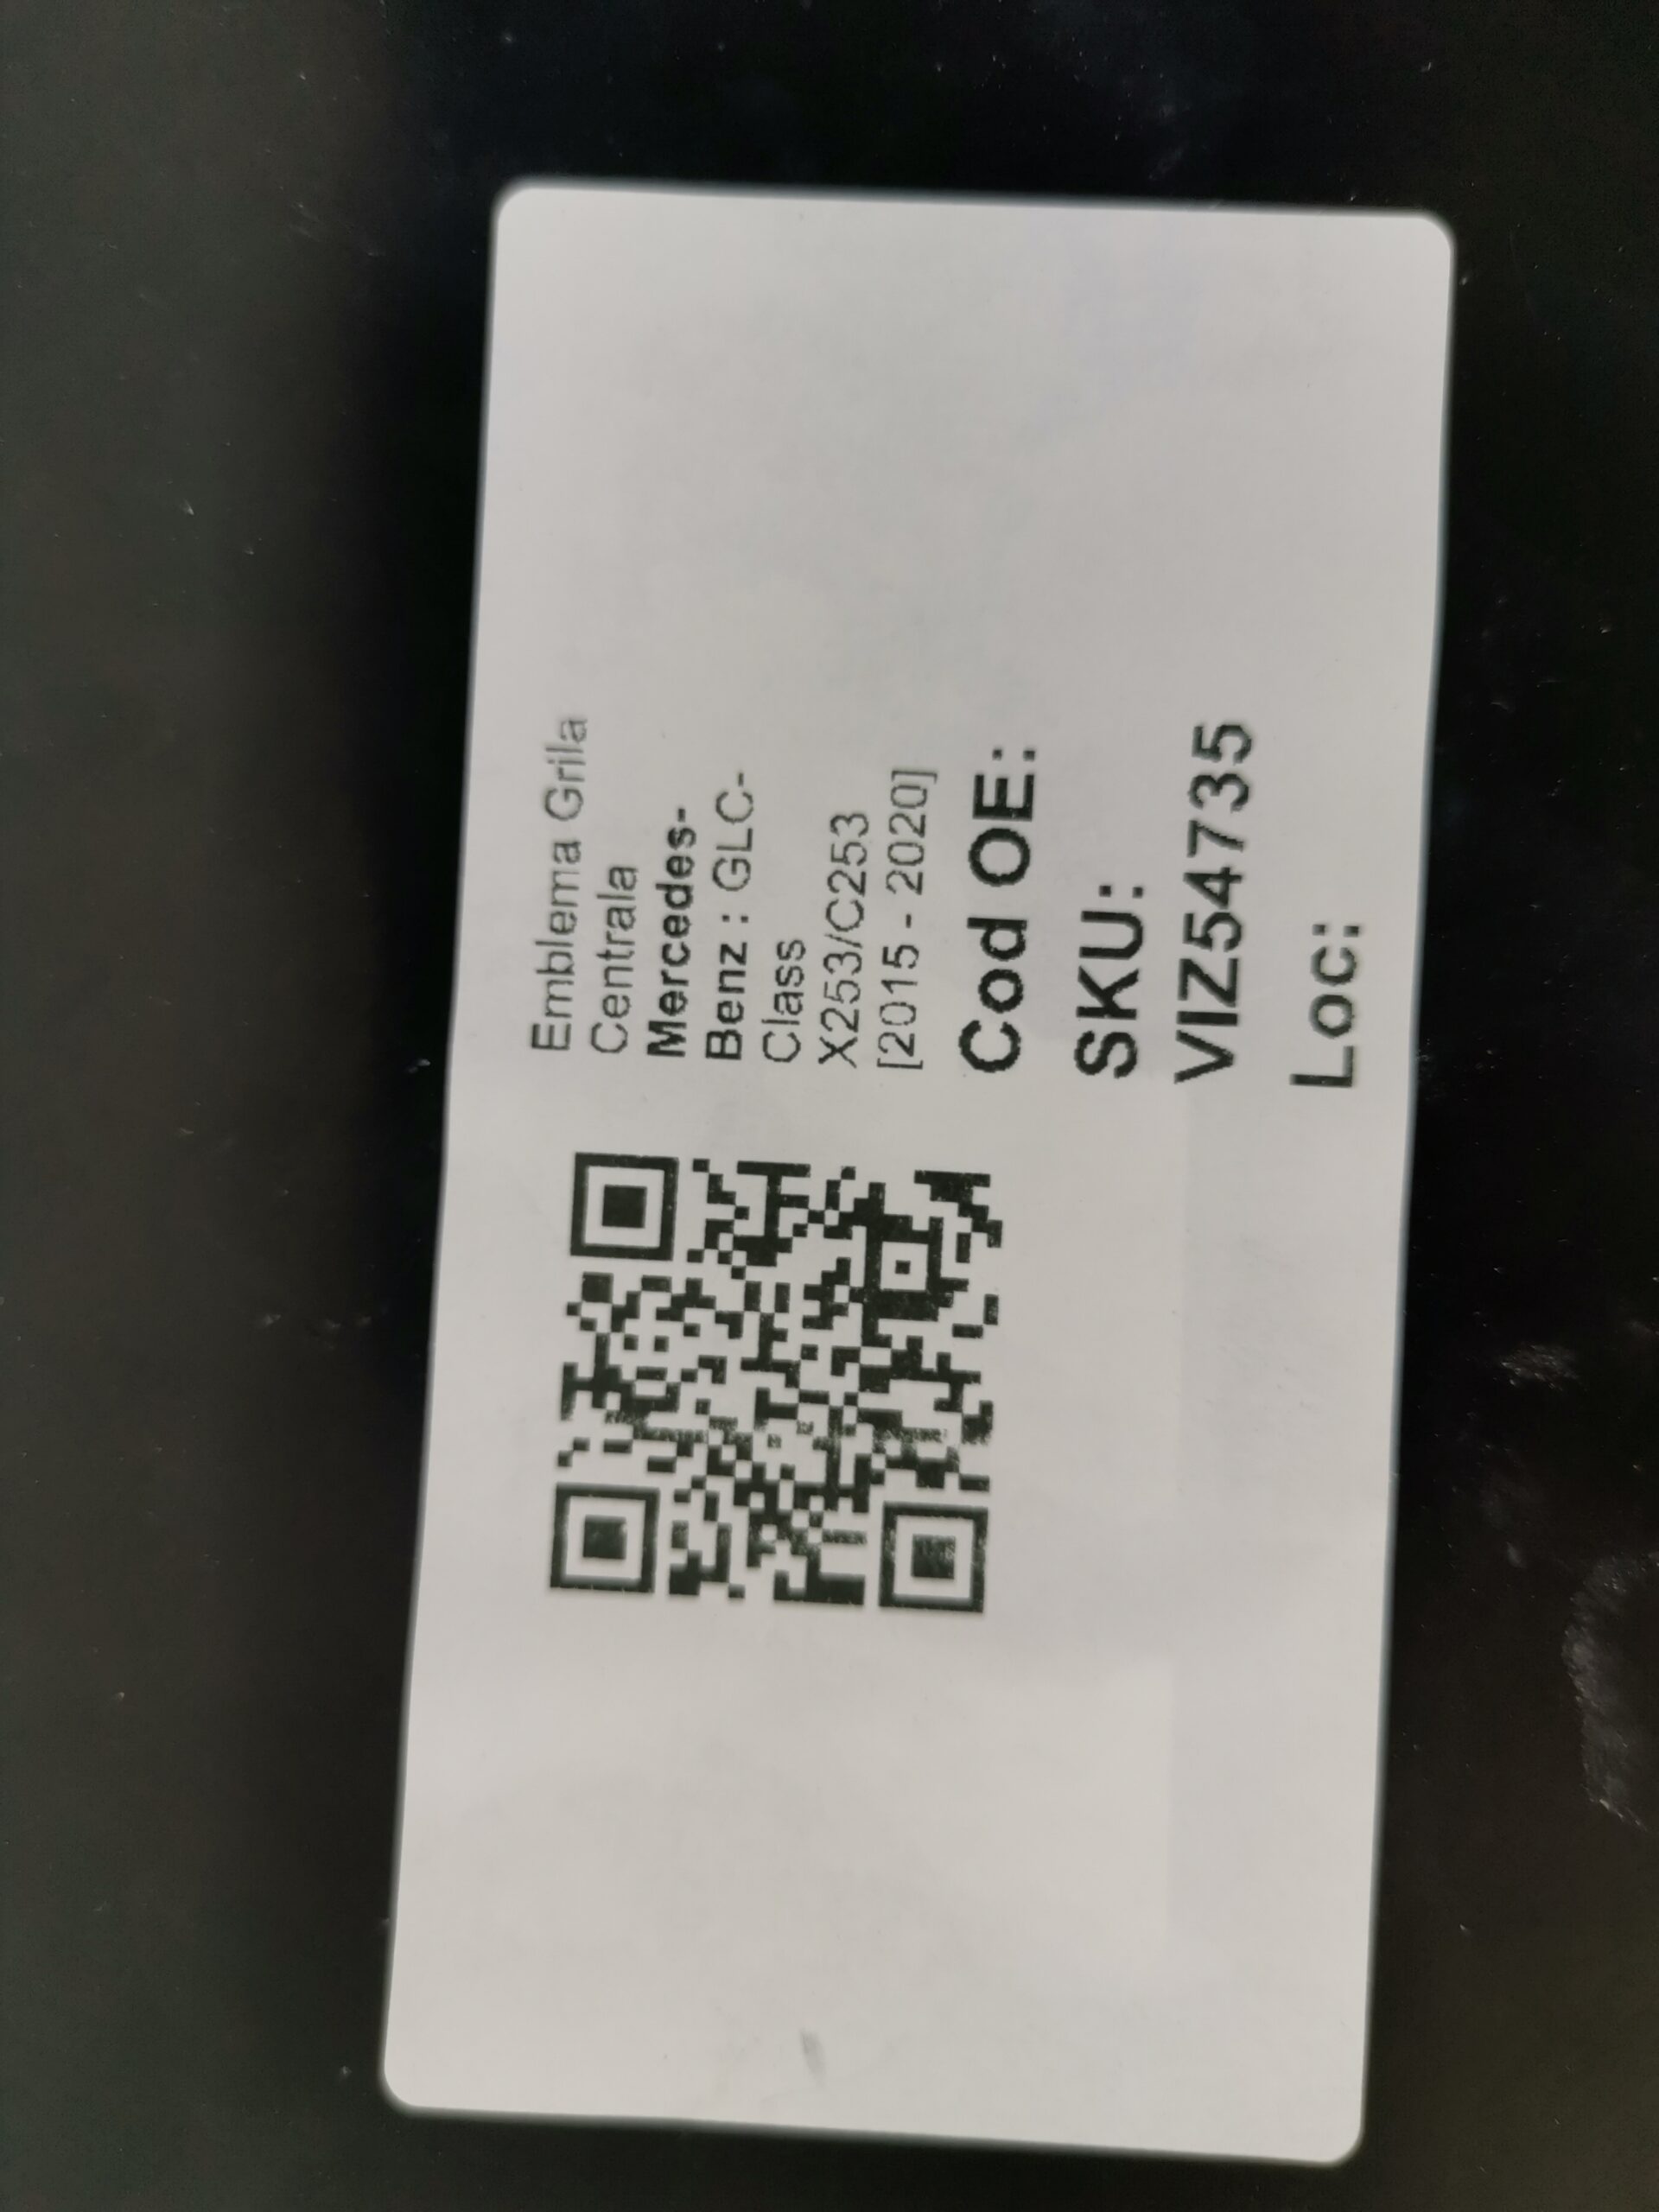 Emblema Grila
Centrala
Mercedes-
Benz : GLC-
Class
X253/C253
[2015 - 2020]
Cod OE:
SKU:
VIZ54735
Loc: